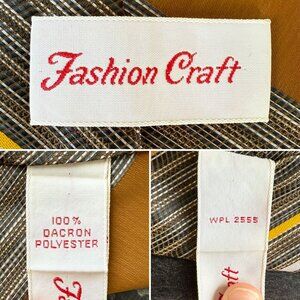 Fashion Craft
100%
DACRON
POLYESTER
WPL 2555